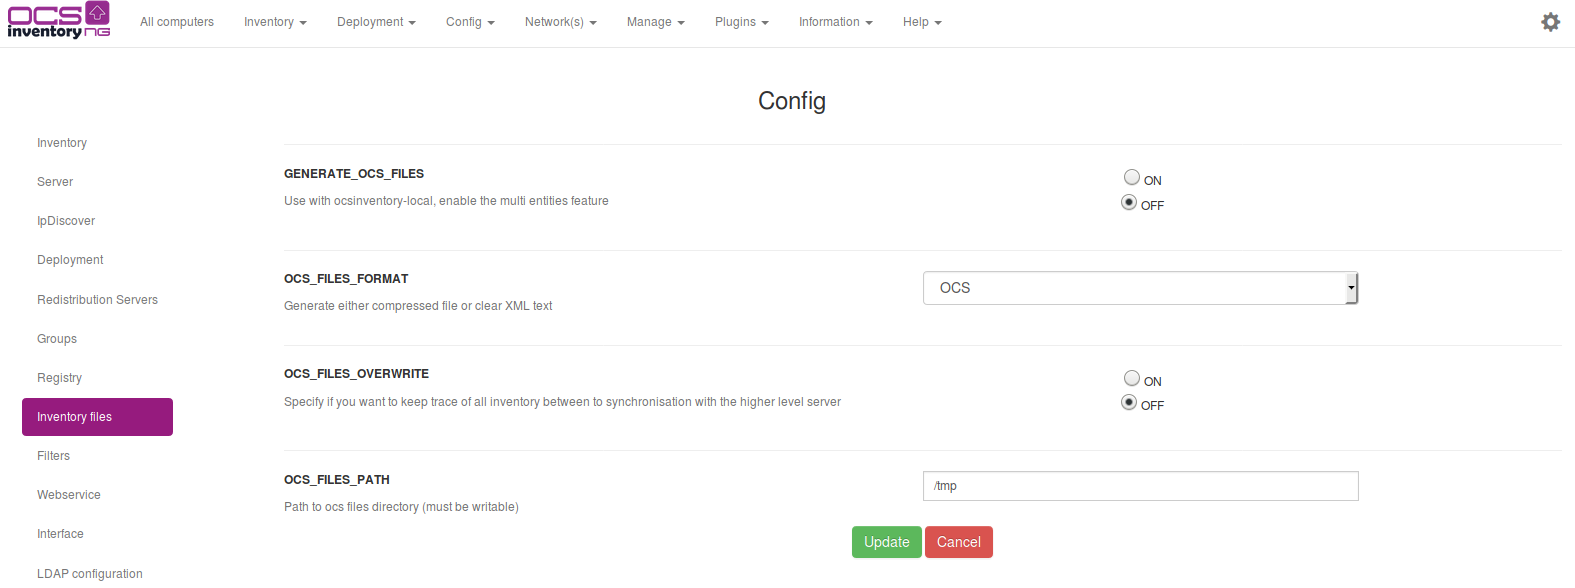 OCS
inventory NG
All computers Inventory Deployment Config Network(s) Manage Plugins Information Help
Config
Inventory
Server
IpDiscover
Deployment
Redistribution Servers
Groups
Registry
Inventory files
Filters
Webservice
Interface
LDAP configuration
GENERATE_OCS_FILES
Use with ocsinventory-local, enable the multi entities feature
ON
OFF
OCS_FILES_FORMAT
Generate either compressed file or clear XML text
OCS
OCS_FILES_OVERWRITE
Specify if you want to keep trace of all inventory between to synchronisation with the higher level server
ON
OFF
OCS_FILES_PATH
Path to ocs files directory (must be writable)
/tmp
Update Cancel